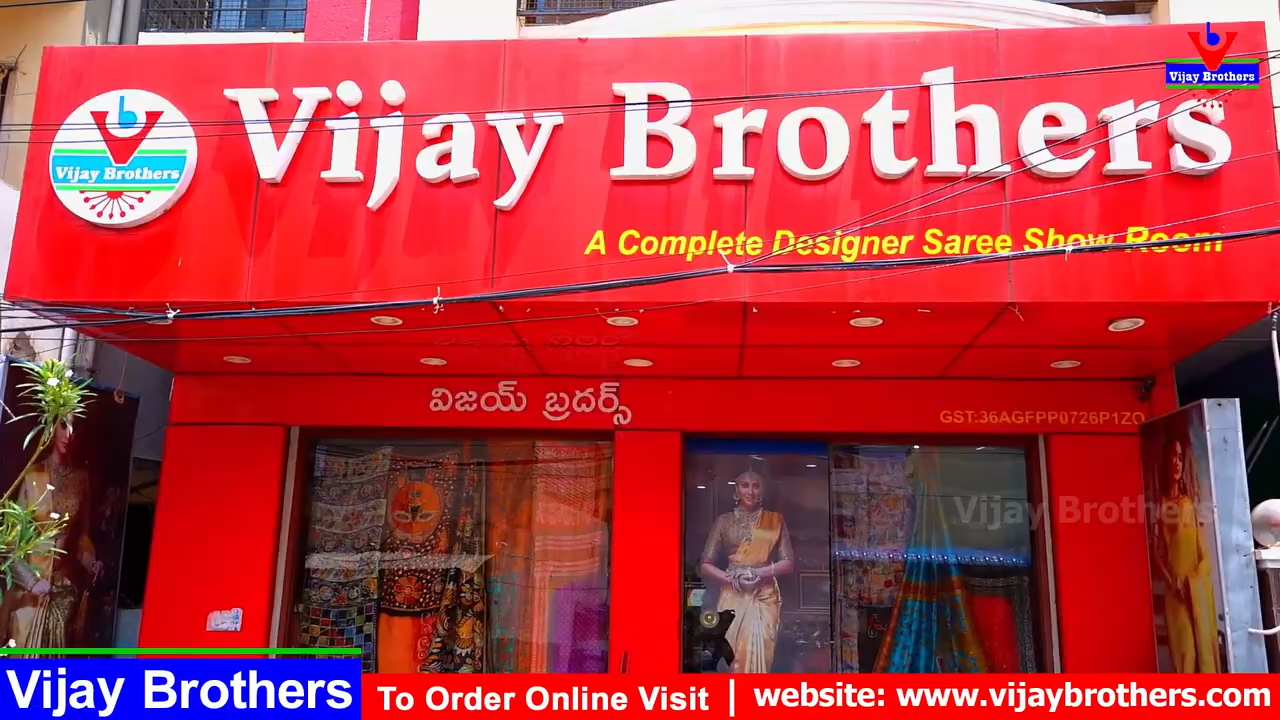 Vijay Brothers
Vijay Brothers
Vijay Brothers
A Complete Designer Saree Show Room
విజయ్ బ్రదర్స్
GST:36AGFPP0726P1ZO
Vijay Brothers
Vijay Brothers
To Order Online Visit | website: www.vijaybrothers.com